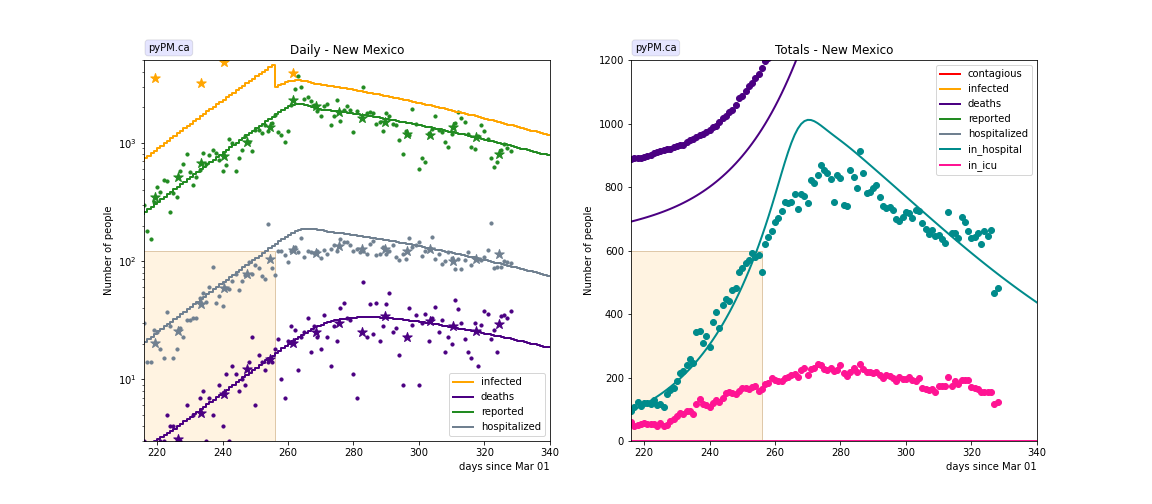 pyPM.ca
Daily - New Mexico
Number of people
10³
10²
10¹
220
240
260
280
300
320
340
days since Mar 01
infected
deaths
reported
hospitalized
pyPM.ca
Totals - New Mexico
Number of people
1200
1000
800
600
400
200
0
220
240
260
280
300
320
340
days since Mar 01
contagious
infected
deaths
reported
hospitalized
in_hospital
in_icu